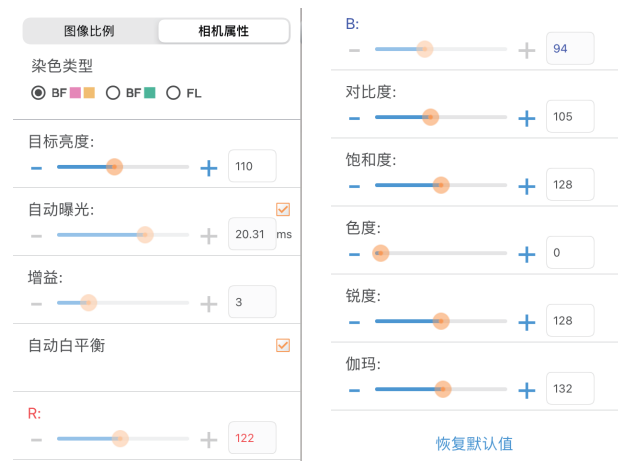 图像比例 相机属性
染色类型
BF BF FL
目标亮度:
- + 110
自动曝光:
- + 20.31 ms
增益:
- + 3
自动白平衡
R:
- + 122
B:
- + 94
对比度:
- + 105
饱和度:
- + 128
色度:
- + 0
锐度:
- + 128
伽玛:
- + 132
恢复默认值